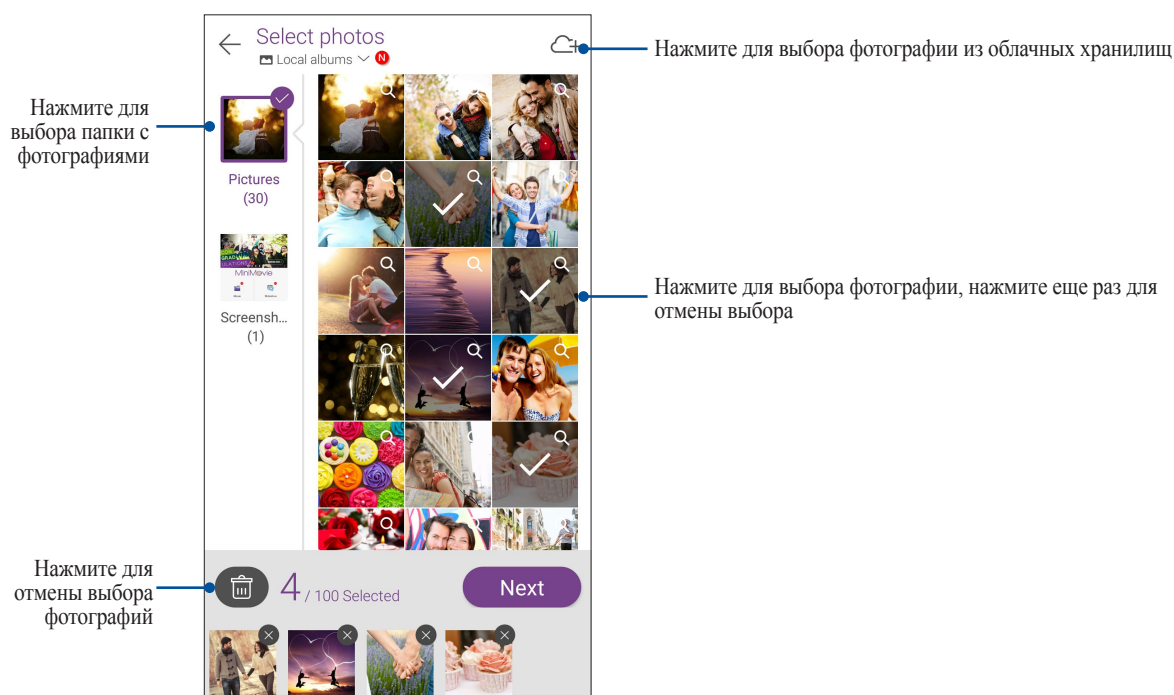 Select photos
Local albums
N
Нажмите для выбора фотографии из облачных хранилищ
Нажмите для
выбора папки с
фотографиями
Pictures
(30)
MiniMovie
Screensh...
(1)
Нажмите для выбора фотографии, нажмите еще раз для
отмены выбора
Нажмите для
отмены выбора
фотографий
4 / 100 Selected
Next